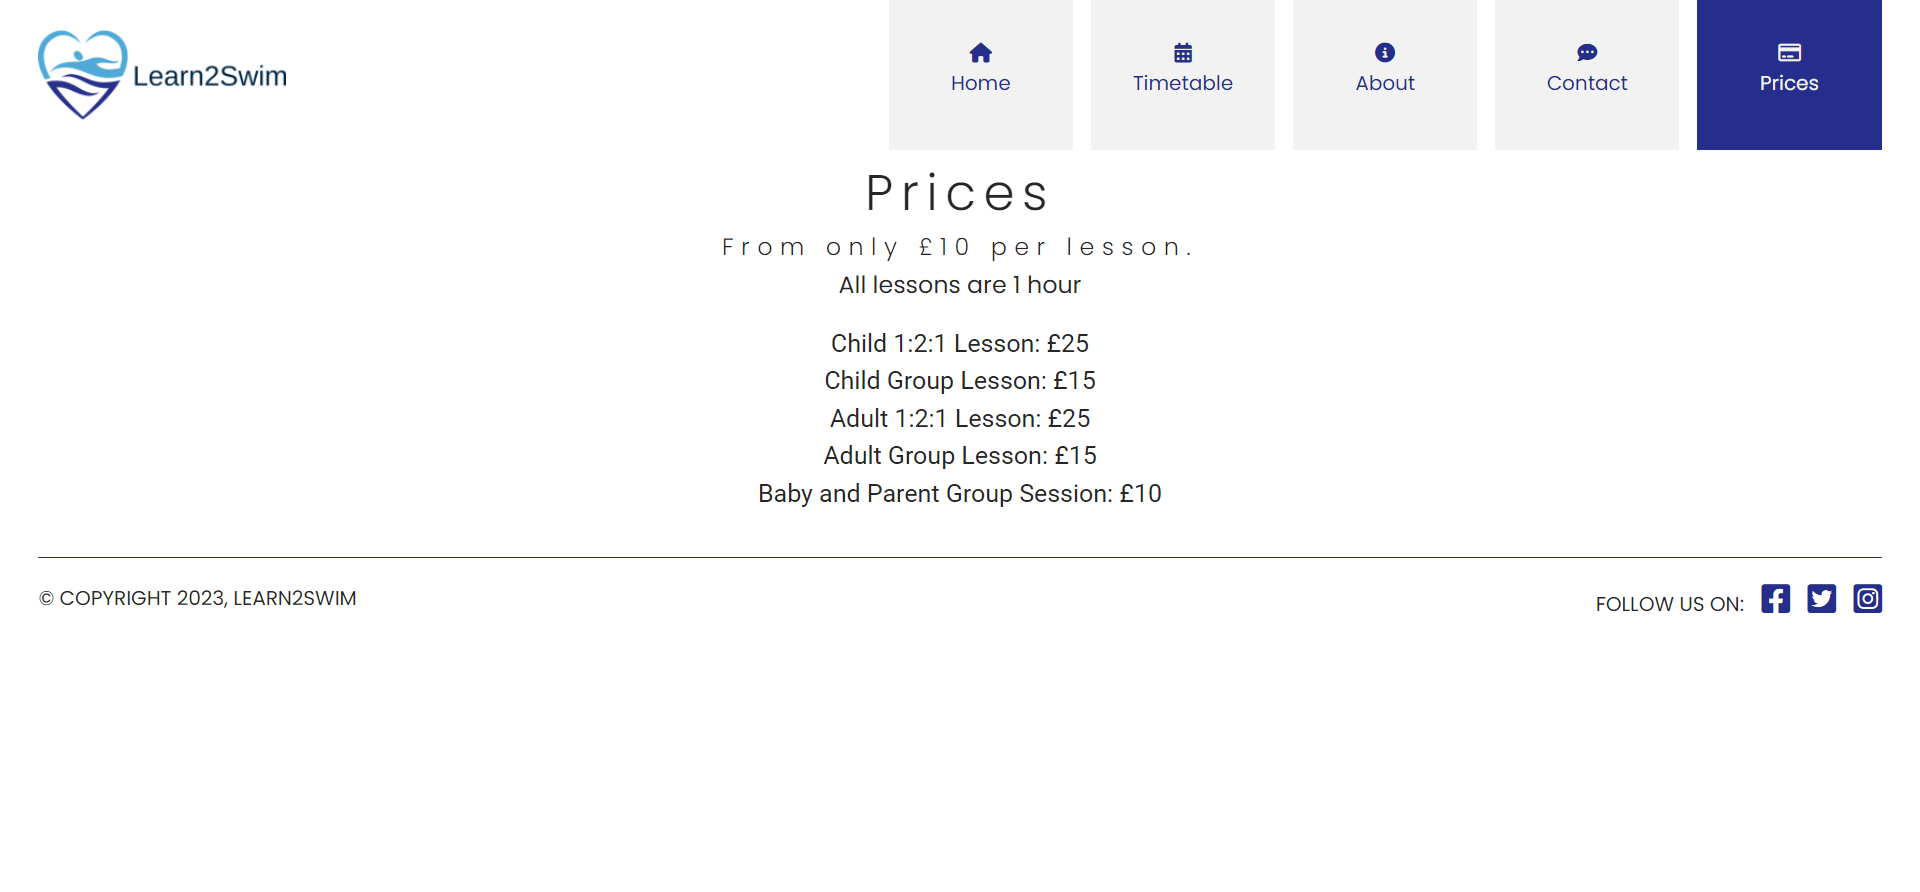 Learn2Swim
Home
Timetable
About
Contact
Prices
Prices
From only £10 per lesson.
All lessons are 1 hour
Child 1:2:1 Lesson: £25
Child Group Lesson: £15
Adult 1:2:1 Lesson: £25
Adult Group Lesson: £15
Baby and Parent Group Session: £10
© COPYRIGHT 2023, LEARN2SWIM
FOLLOW US ON: